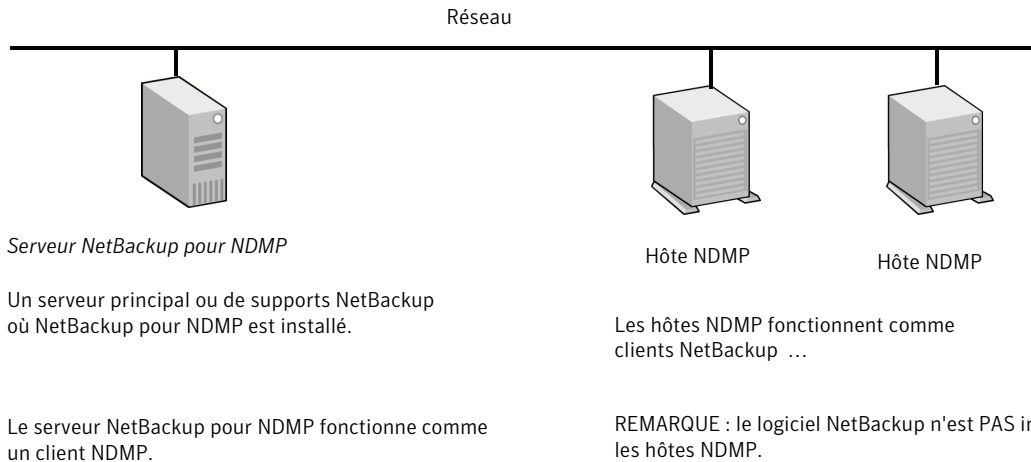 Réseau
Serveur NetBackup pour NDMP
Un serveur principal ou de supports NetBackup
où NetBackup pour NDMP est installé.
Le serveur NetBackup pour NDMP fonctionne comme
un client NDMP.
Hôte NDMP
Hôte NDMP
Les hôtes NDMP fonctionnent comme
clients NetBackup …
REMARQUE : le logiciel NetBackup n'est PAS
les hôtes NDMP.